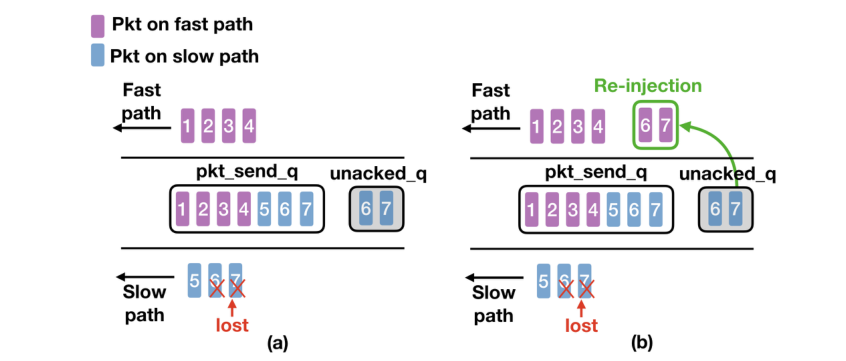 Pkt on fast path
Pkt on slow path
Fast path
1 2 3 4
pkt_send_q
unacked_q
1 2 3 4 5 6 7
6 7
5 6 7
Slow path
lost
(a)
Re-injection
Fast path
1 2 3 4
6 7
pkt_send_q
unacked_q
1 2 3 4 5 6 7
6 7
5 6 7
Slow path
lost
(b)